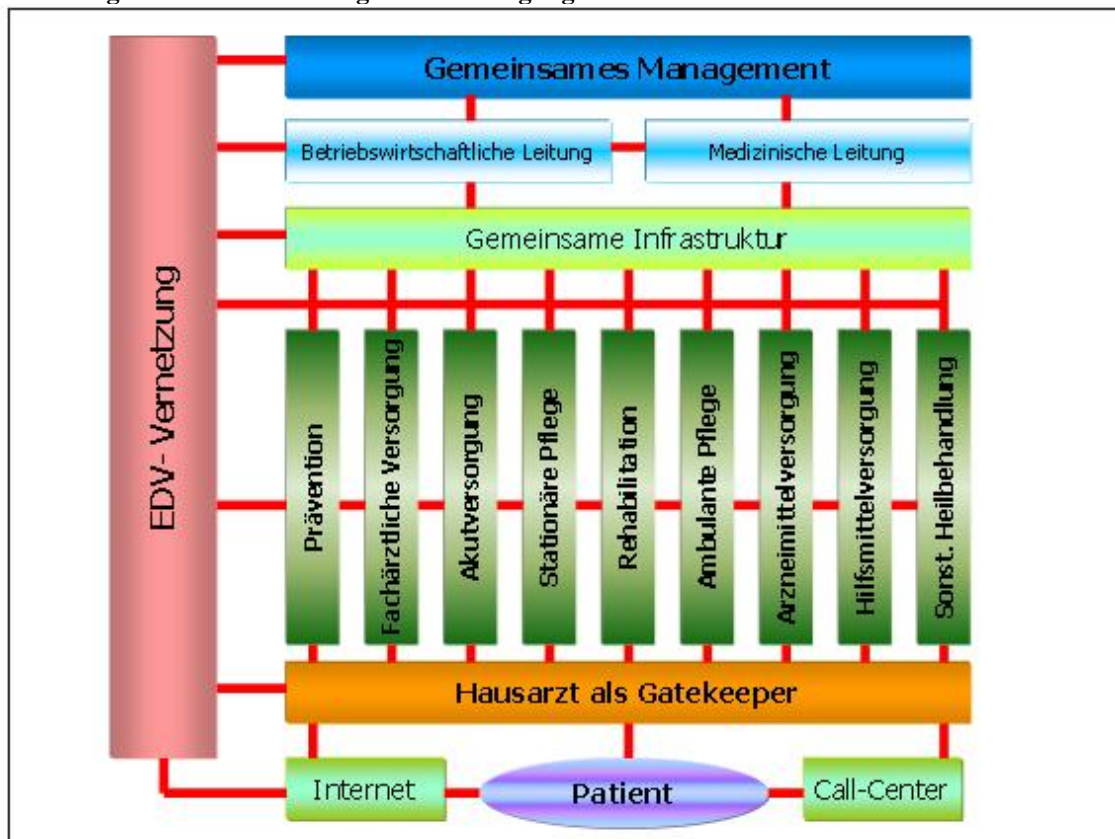 Gemeinsames Management
Betriebswirtschaftliche Leitung
Medizinische Leitung
Gemeinsame Infrastruktur
EDV- Vernetzung
Prävention
Fachärztliche Versorgung
Akutversorgung
Stationäre Pflege
Rehabilitation
Ambulante Pflege
Arzneimittelversorgung
Hilfsmittelversorgung
Sonst. Heilbehandlung
Hausarzt als Gatekeeper
Internet
Patient
Call-Center